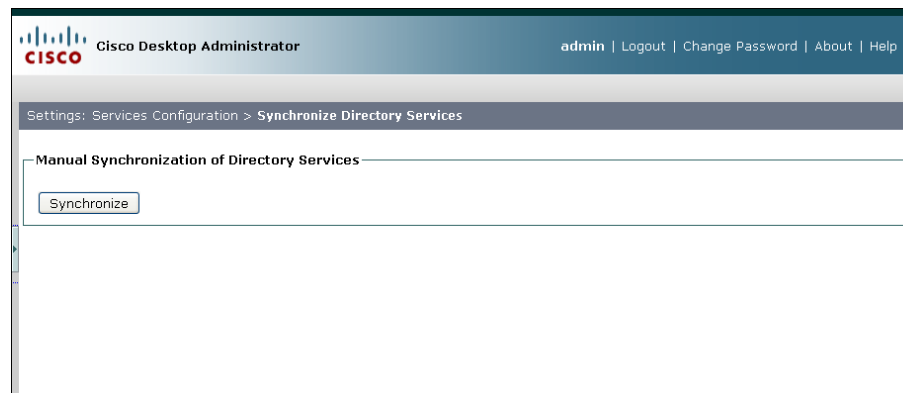 CISCO Cisco Desktop Administrator admin | Logout | Change Password | About | Help
Settings: Services Configuration > Synchronize Directory Services
Manual Synchronization of Directory Services
Synchronize